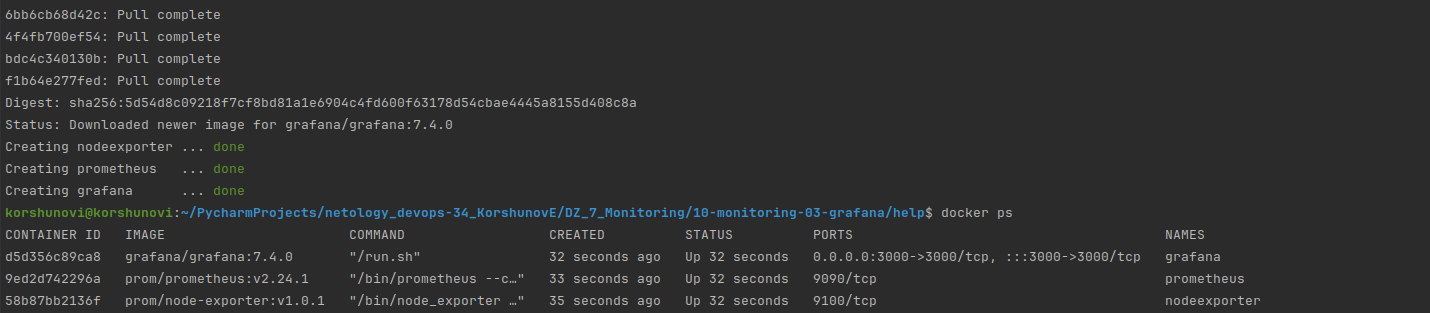 6bb6cb68d42c: Pull complete
4f4fb700ef54: Pull complete
bdc4c340130b: Pull complete
f1b64e277fed: Pull complete
Digest: sha256:5d54d8c09218f7cf8bd81a1e6904c4fd600f63178d54cbae4445a8155d408c8a
Status: Downloaded newer image for grafana/grafana:7.4.0
Creating nodeexporter ... done
Creating prometheus   ... done
Creating grafana      ... done
korshunovi@korshunovi:~/PycharmProjects/netology_devops-34_KorshunovE/DZ_7_Monitoring/10-monitoring-03-grafana/help$ docker ps
CONTAINER ID   IMAGE                       COMMAND                  CREATED          STATUS          PORTS                                       NAMES
d5d356c89ca8   grafana/grafana:7.4.0       "/run.sh"                32 seconds ago   Up 32 seconds   0.0.0.0:3000->3000/tcp, :::3000->3000/tcp   grafana
9ed2d742296a   prom/prometheus:v2.24.1     "/bin/prometheus --c…"   33 seconds ago   Up 32 seconds   9090/tcp                                    prometheus
58b87bb2136f   prom/node-exporter:v1.0.1   "/bin/node_exporter …"   35 seconds ago   Up 32 seconds   9100/tcp                                    nodeexporter